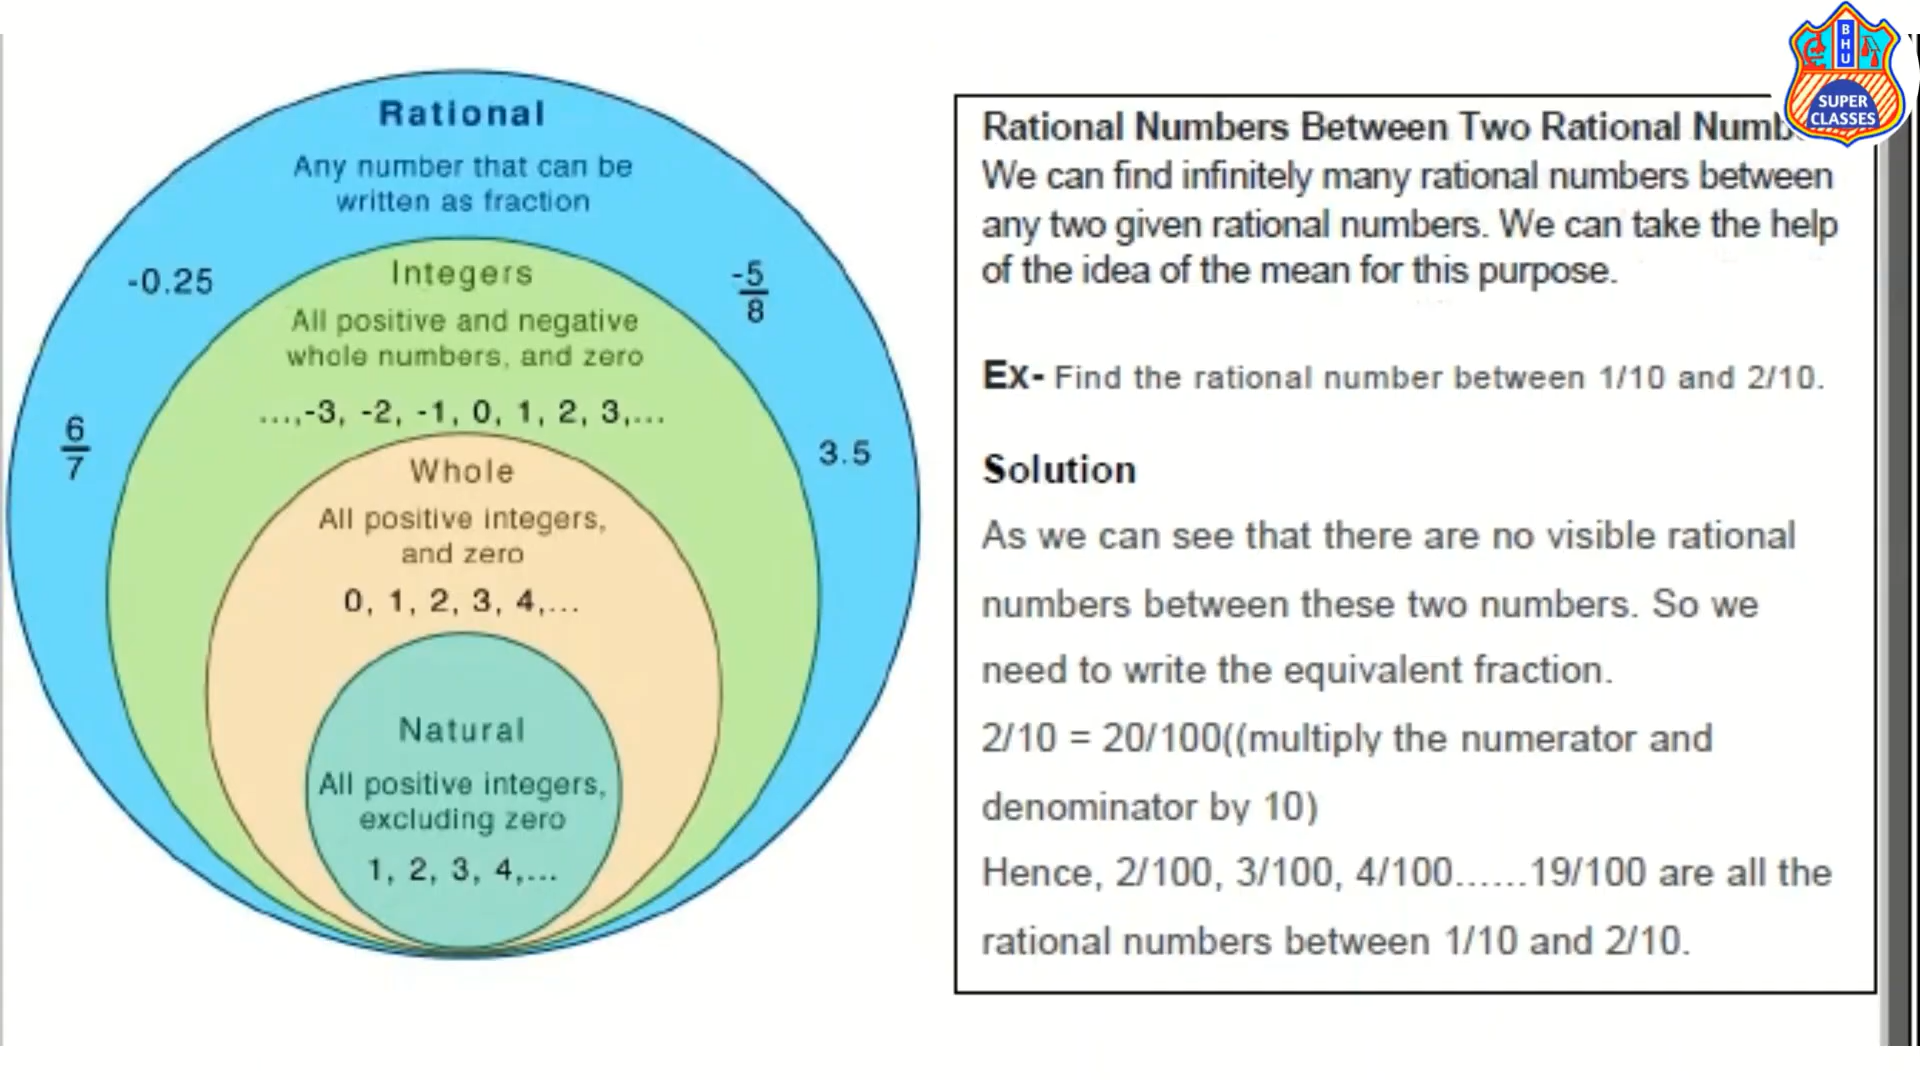 Rational
Any number that can be
written as fraction
-0.25
-5
8
Integers
All positive and negative
whole numbers, and zero
...,-3, -2, -1, 0, 1, 2, 3,...
6
7
3.5
Whole
All positive integers,
and zero
0, 1, 2, 3, 4,...
Natural
All positive integers,
excluding zero
1, 2, 3, 4,...
BHU
SUPER
CLASSES
Rational Numbers Between Two Rational
We can find infinitely many rational numbers between
any two given rational numbers. We can take the help
of the idea of the mean for this purpose.
Ex- Find the rational number between 1/10 and 2/10.
Solution
As we can see that there are no visible rational
numbers between these two numbers. So we
need to write the equivalent fraction.
2/10 = 20/100((multiply the numerator and
denominator by 10)
Hence, 2/100, 3/100, 4/100......19/100 are all the
rational numbers between 1/10 and 2/10.